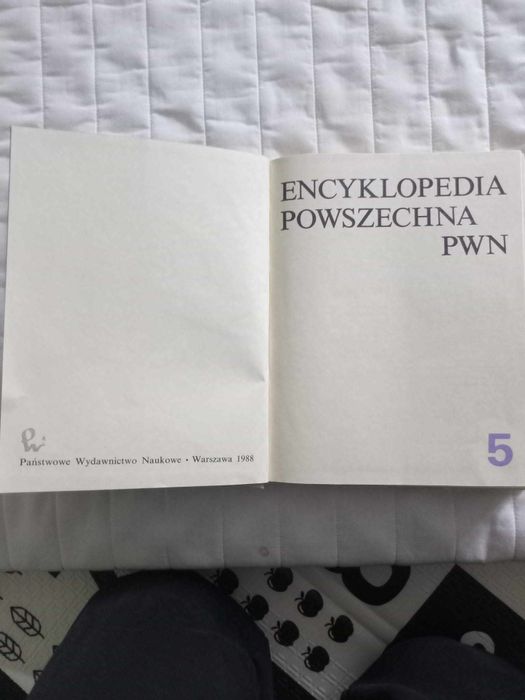 Państwowe Wydawnictwo Naukowe • Warszawa 1988
ENCYKLOPEDIA
POWSZECHNA
PWN
5